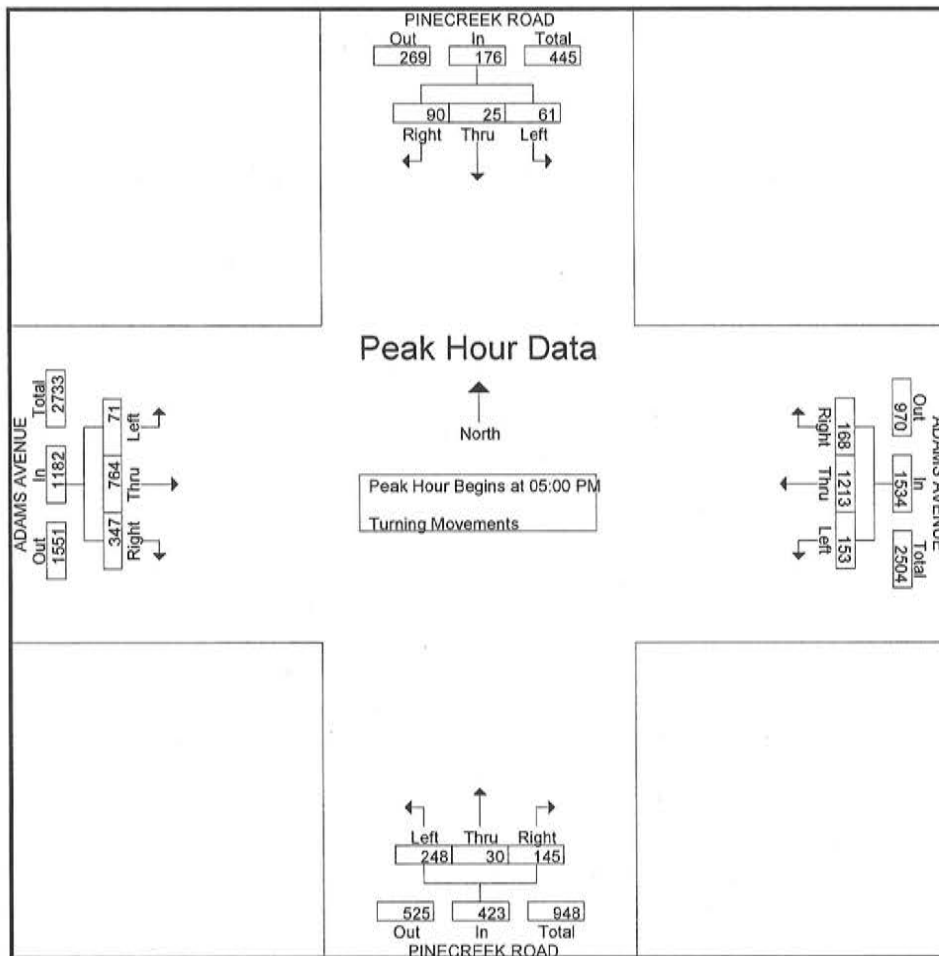 PINECREEK ROAD
Out In Total
269 176 445
90 25 61
Right Thru Left
Peak Hour Data
North
Peak Hour Begins at 05:00 PM
Turning Movements
ADAMS AVENUE
Out In Total
1551 1182 2733
347 764 71
Right Thru Left
ADAMS AVENUE
Out In Total
970 1534 2504
168 1213 153
Right Thru Left
Left Thru Right
248 30 145
525 423 948
Out In Total
PINECREEK ROAD